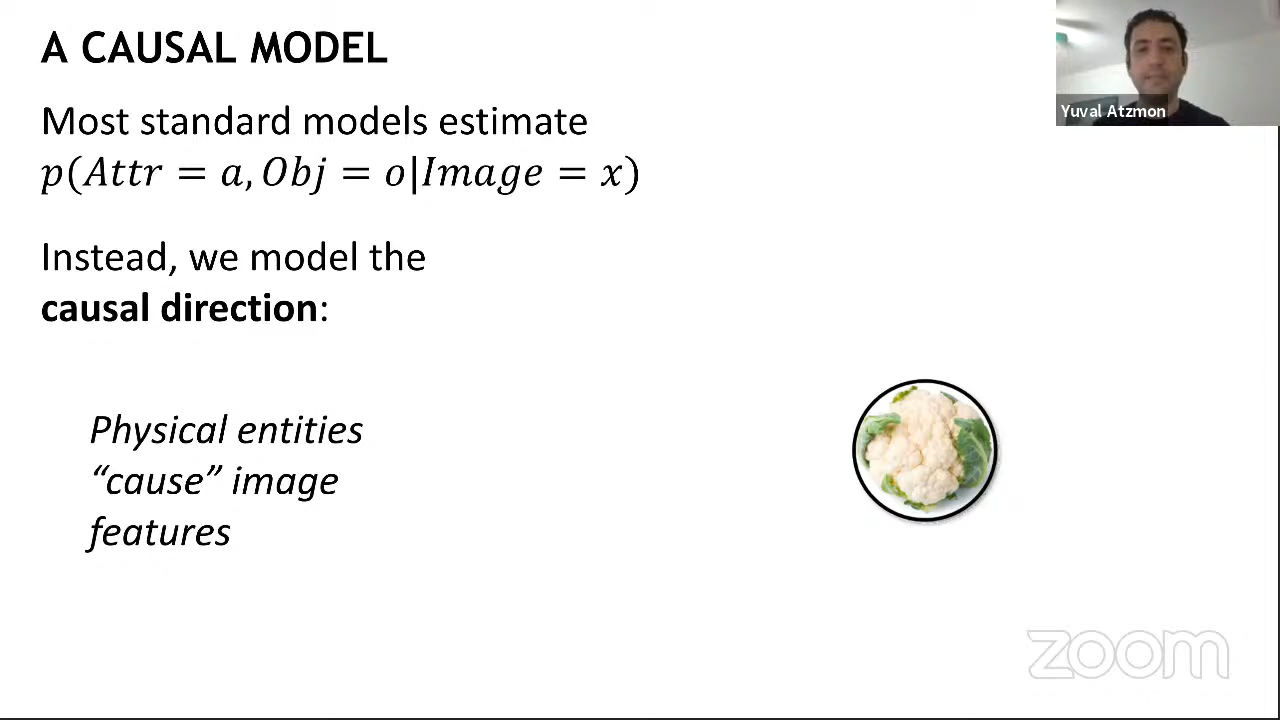 A CAUSAL MODEL
Most standard models estimate
p(Attr = a, Obj = o|Image = x)
Instead, we model the
causal direction:
Physical entities
“cause” image
features
Yuval Atzmon
zoom